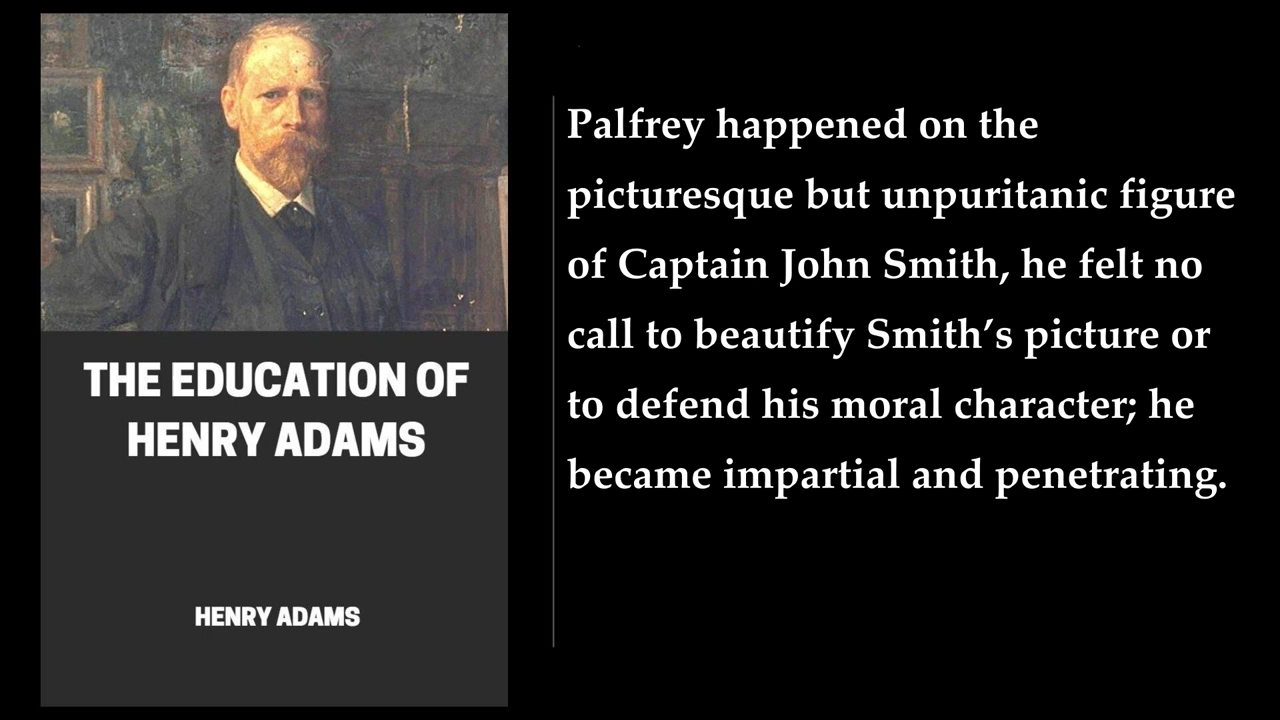 THE EDUCATION OF
HENRY ADAMS
HENRY ADAMS
Palfrey happened on the
picturesque but unpuritanic figure
of Captain John Smith, he felt no
call to beautify Smith’s picture or
to defend his moral character; he
became impartial and penetrating.